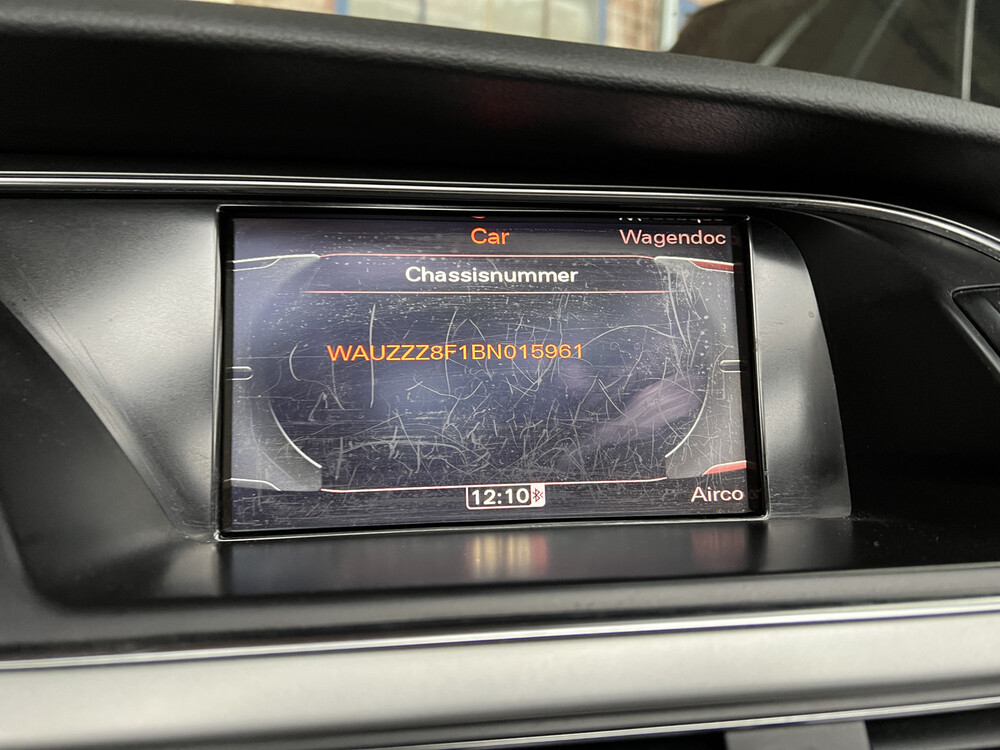 Car
Wagendoc
Chassisnummer
WAUZZZ8F1BN015961
12:10
Airco